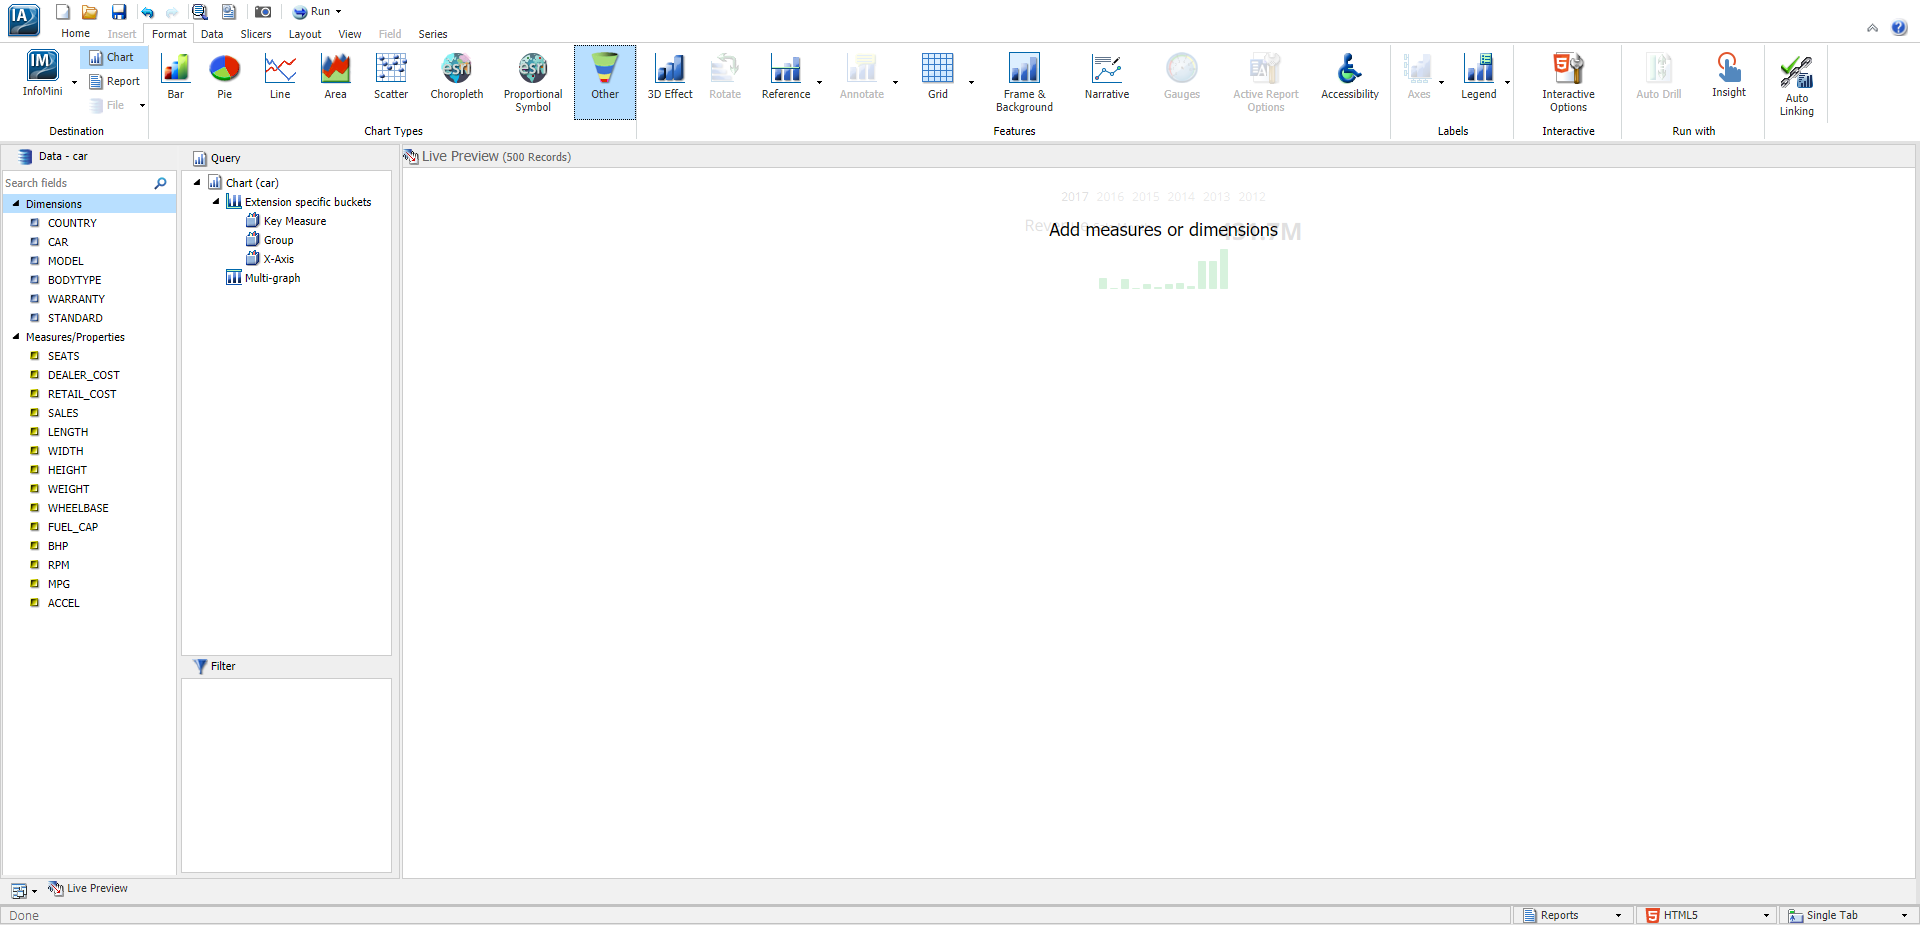 IA
Run
Home Insert Format Data Slicers Layout View Field Series
IM
InfoMini
Chart
Report
File
Destination
Bar
Pie
Line
Area
Scatter
esri
Choropleth
esri
Proportional
Symbol
Other
Chart Types
3D Effect
Rotate
Reference
Annotate
Grid
Frame &
Background
Narrative
Gauges
Active Report
Options
Accessibility
Features
Axes
Legend
Labels
Interactive
Options
Interactive
Auto Drill
Insight
Run with
Auto
Linking
Data - car
Search fields
Dimensions
COUNTRY
CAR
MODEL
BODYTYPE
WARRANTY
STANDARD
Measures/Properties
SEATS
DEALER_COST
RETAIL_COST
SALES
LENGTH
WIDTH
HEIGHT
WEIGHT
WHEELBASE
FUEL_CAP
BHP
RPM
MPG
ACCEL
Query
Chart (car)
Extension specific buckets
Key Measure
Group
X-Axis
Multi-graph
Filter
Live Preview (500 Records)
2017 2016 2015 2014 2013 2012
Add measures or dimensions
Live Preview
Done
Reports
HTML5
Single Tab